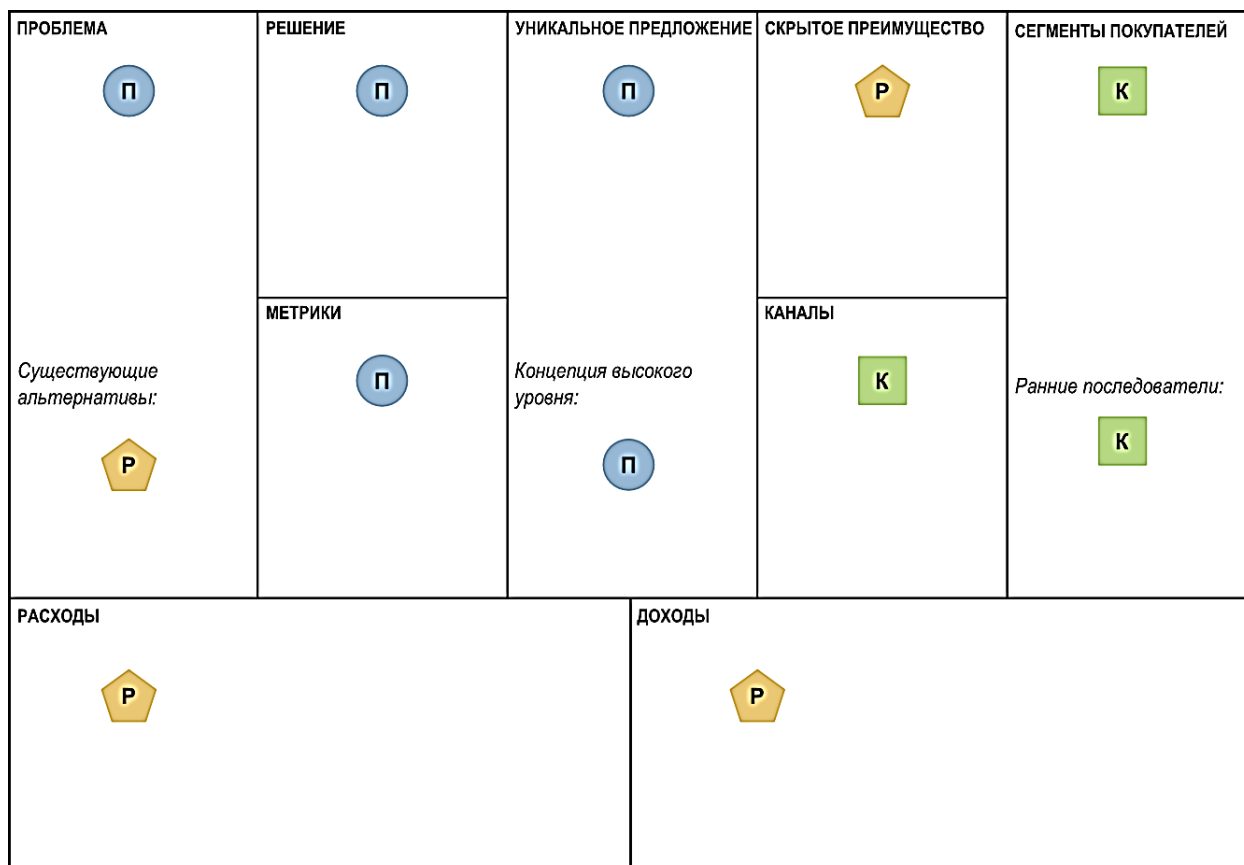 ПРОБЛЕМА
П
Существующие
альтернативы:
Р
РЕШЕНИЕ
П
МЕТРИКИ
П
УНИКАЛЬНОЕ ПРЕДЛОЖЕНИЕ
П
Концепция высокого
уровня:
П
СКРЫТОЕ ПРЕИМУЩЕСТВО
Р
КАНАЛЫ
К
СЕГМЕНТЫ ПОКУПАТЕЛЕЙ
К
Ранние последователи:
К
РАСХОДЫ
Р
ДОХОДЫ
Р